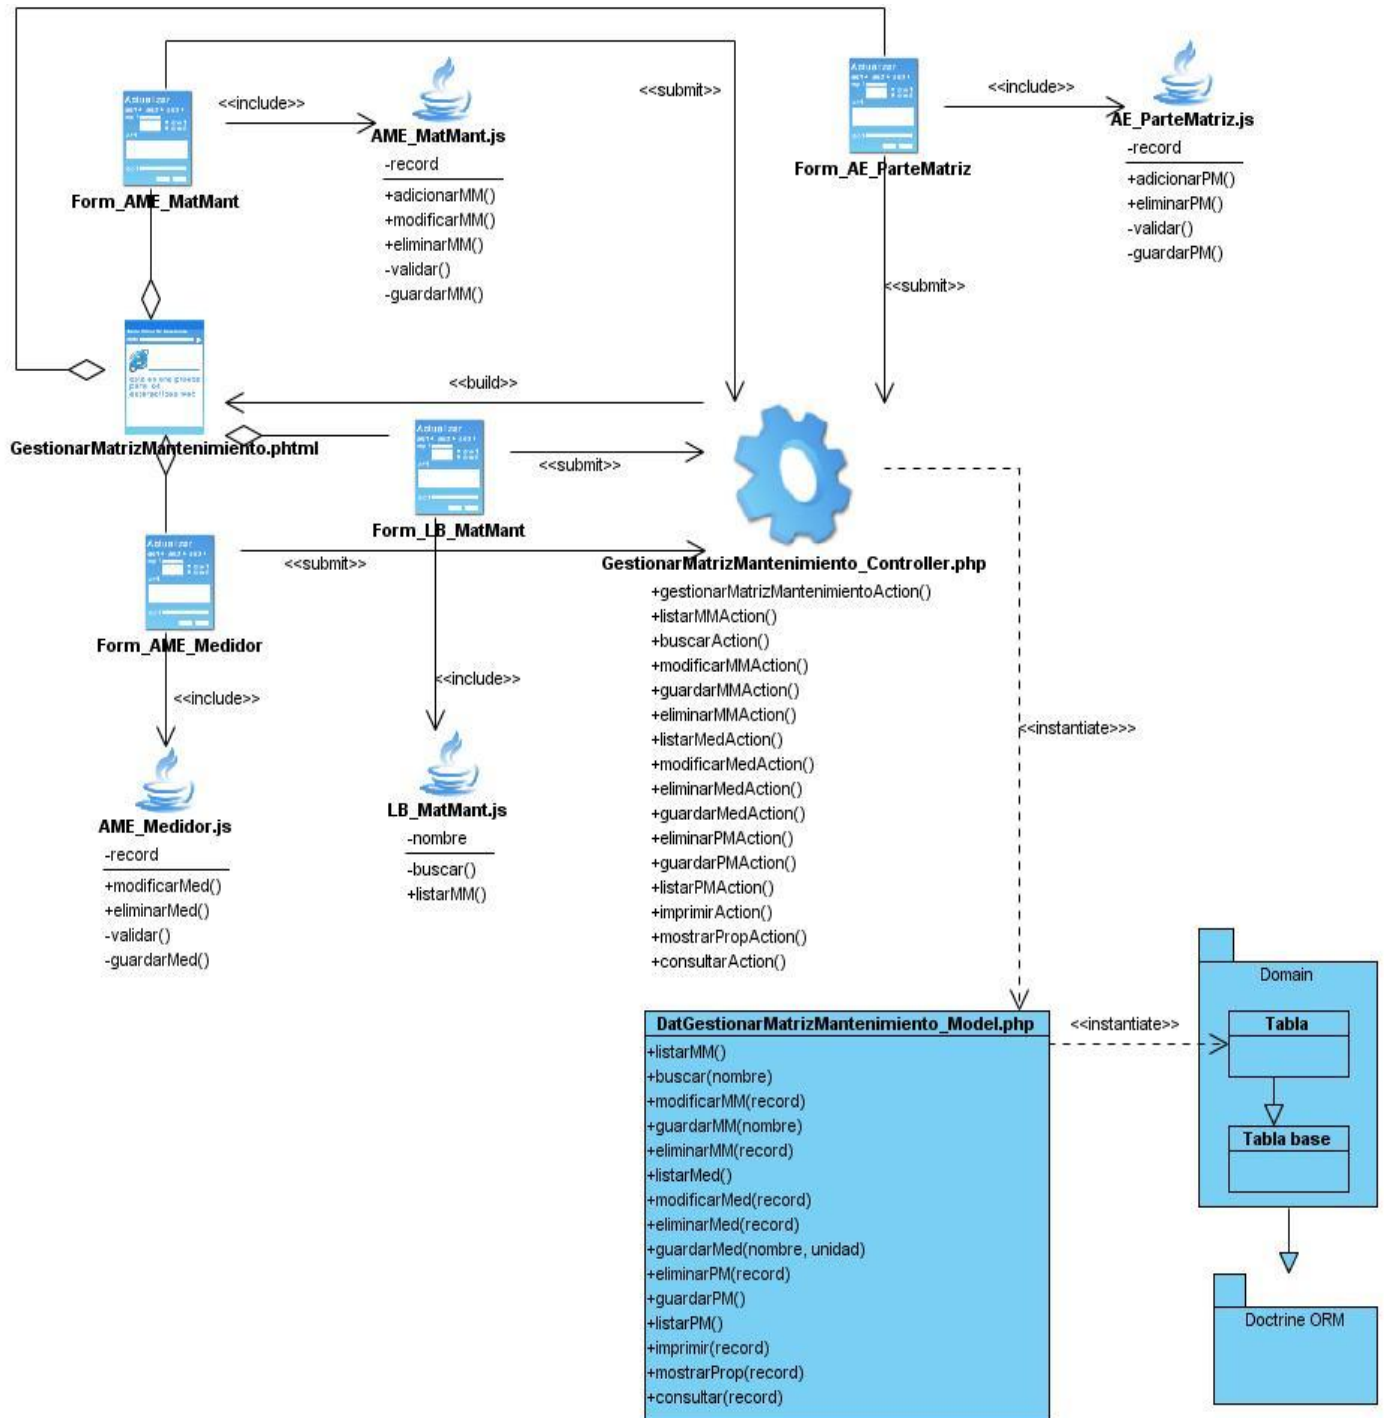 <<submit>>
<<include>>
AME_MatMant.js
-record
+adicionarMM()
+modificarMM()
+eliminarMM()
-validar()
-guardarMM()
Actualizar
Form_AME_MatMant
Actualizar
Form_AE_ParteMatriz
<<include>>
AE_ParteMatriz.js
-record
+adicionarPM()
+eliminarPM()
-validar()
-guardarPM()
<<submit>>
<<build>>
GestionarMatrizMantenimiento.phtml
Actualizar
Form_LB_MatMant
<<submit>>
<<submit>>
Actualizar
Form_AME_Medidor
<<include>>
<<include>>
AME_Medidor.js
-record
+modificarMed()
+eliminarMed()
-validar()
-guardarMed()
LB_MatMant.js
-nombre
-buscar()
+listarMM()
GestionarMatrizMantenimiento_Controller.php
+gestionarMatrizMantenimientoAction()
+listarMMAction()
+buscarAction()
+modificarMMAction()
+guardarMMAction()
+eliminarMMAction()
+listarMedAction()
+modificarMedAction()
+eliminarMedAction()
+guardarMedAction()
+eliminarPMAction()
+guardarPMAction()
+listarPMAction()
+imprimirAction()
+mostrarPropAction()
+consultarAction()
<<instantiate>>>
DatGestionarMatrizMantenimiento_Model.php
+listarMM()
+buscar(nombre)
+modificarMM(record)
+guardarMM(nombre)
+eliminarMM(record)
+listarMed()
+modificarMed(record)
+eliminarMed(record)
+guardarMed(nombre, unidad)
+eliminarPM(record)
+guardarPM()
+listarPM()
+imprimir(record)
+mostrarProp(record)
+consultar(record)
<<instantiate>>
Domain
Tabla
Tabla base
Doctrine ORM